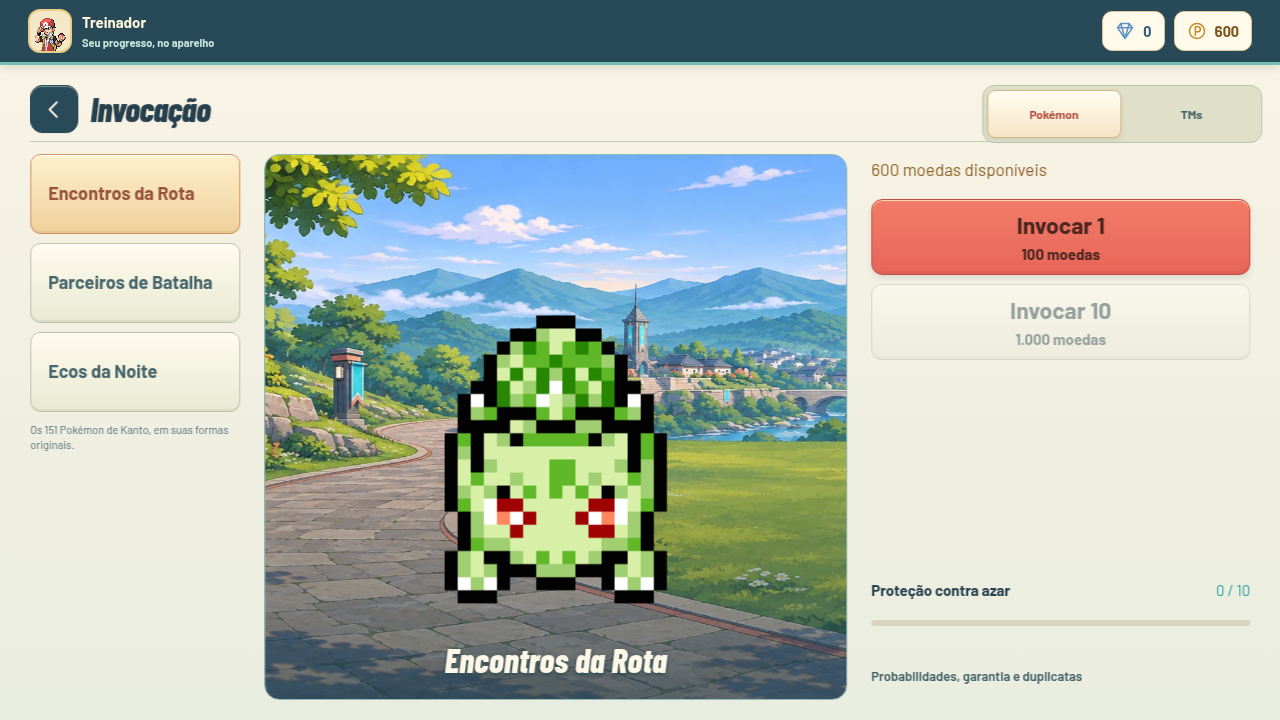 Treinador
Seu progresso, no aparelho
0
600
Invocação
Pokémon
TMs
Encontros da Rota
Parceiros de Batalha
Ecos da Noite
Os 151 Pokémon de Kanto, em suas formas
originais.
Encontros da Rota
600 moedas disponíveis
Invocar 1
100 moedas
Invocar 10
1.000 moedas
Proteção contra azar
0 / 10
Probabilidades, garantia e duplicatas